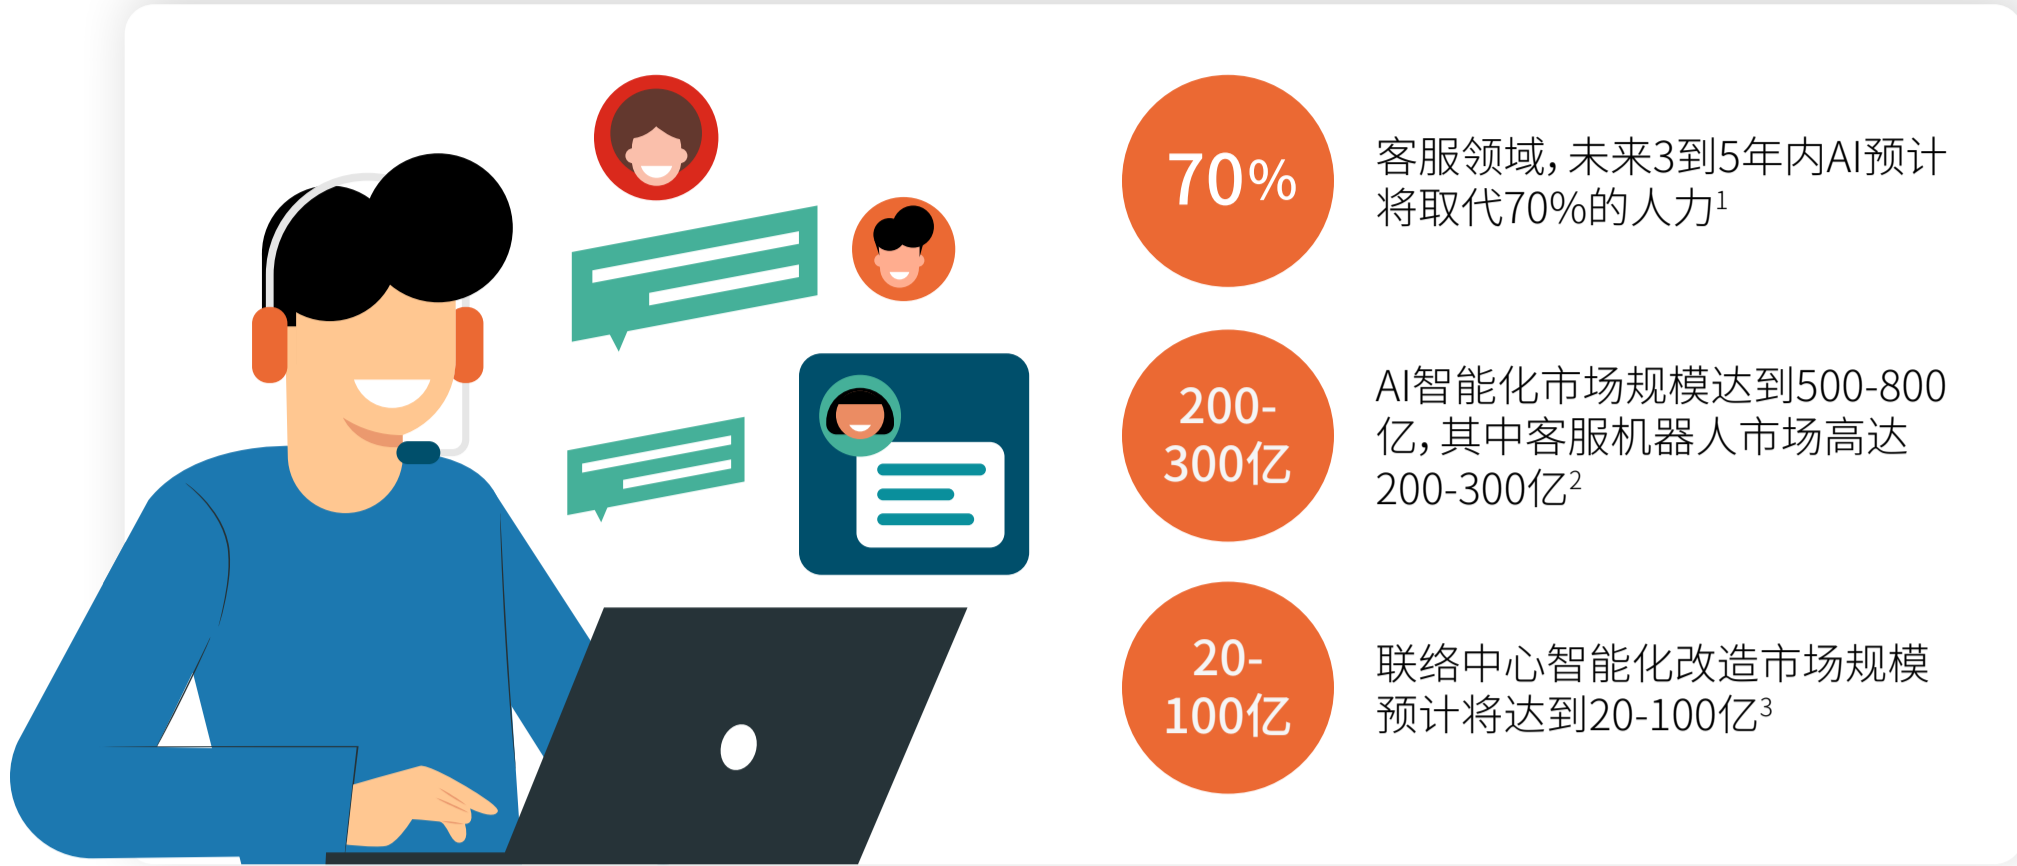 70%
客服领域，未来3到5年内AI预计
将取代70%的人力¹
200-
300亿
AI智能化市场规模达到500-800
亿，其中客服机器人市场高达
200-300亿²
20-
100亿
联络中心智能化改造市场规模
预计将达到20-100亿³